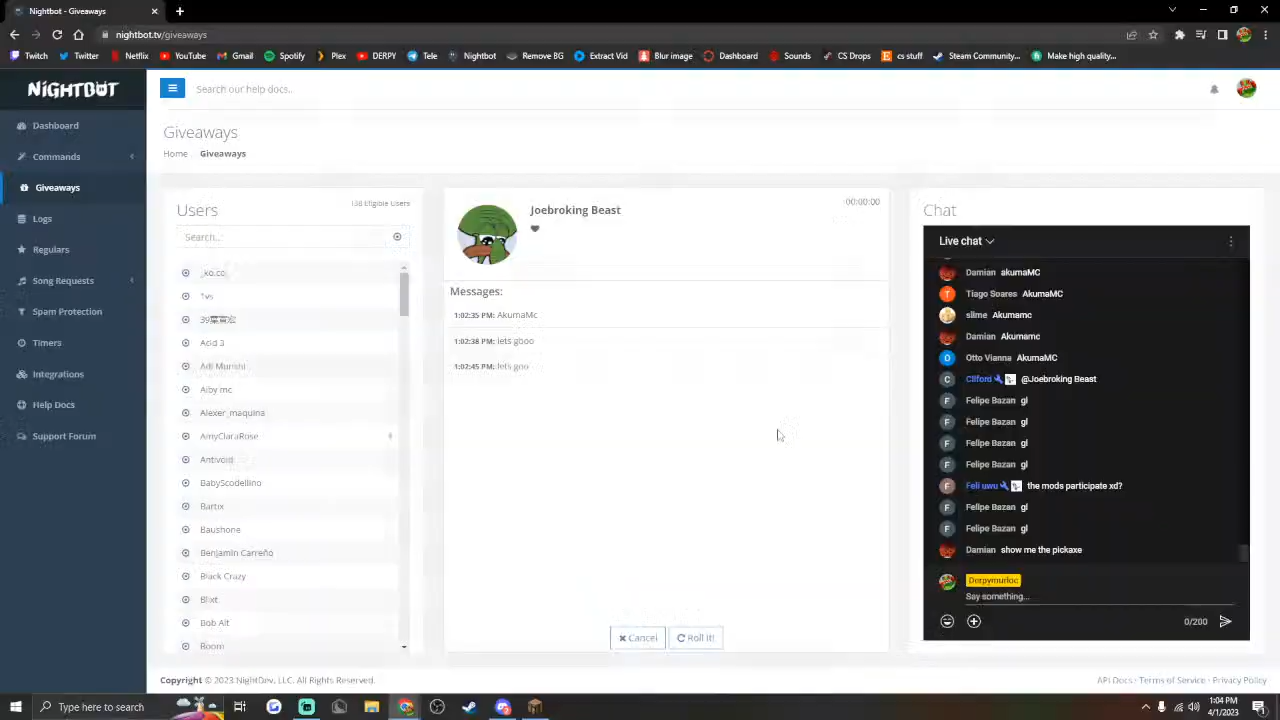 Nightbot - Giveaways
nightbot.tv/giveaways
Twitch Twitter Netflix YouTube Gmail Spotify Plex DERPY Tele Nightbot Remove BG Extract Vid Blur image Dashboard Sounds CS Drops cs stuff Steam Community... Make high quality...
NIGHTBOT
Search our help docs..
Dashboard
Commands
Giveaways
Logs
Regulars
Song Requests
Spam Protection
Timers
Integrations
Help Docs
Support Forum
Giveaways
Home Giveaways
Users
138 Eligible Users
Search...
_ko.co_
1vs
Acid 3
Adi Munshi
Aiby mc
Alexer_maquina
AmyClaraRose
Antivoid
BabyScodellino
Bartix
Baushone
Benjamin Carreño
Black Crazy
Blixt
Bob Alt
Boom
Joebroking Beast
00:00:00
Messages:
1:02:35 PM: AkumaMc
1:02:38 PM: lets gboo
1:02:45 PM: lets goo
Cancel Roll It!
Chat
Live chat
Damian akumaMC
Tiago Soares AkumaMC
slime Akumamc
Damian Akumamc
Otto Vianna AkumaMC
Cliford @Joebroking Beast
Felipe Bazan gl
Felipe Bazan gl
Felipe Bazan gl
Felipe Bazan gl
Feli uwu the mods participate xd?
Felipe Bazan gl
Felipe Bazan gl
Damian show me the pickaxe
Derpymurloc
Say something...
0/200
Copyright © 2023 NightDev, LLC. All Rights Reserved.
API Docs · Terms of Service · Privacy Policy
Type here to search
1:04 PM
4/1/2023